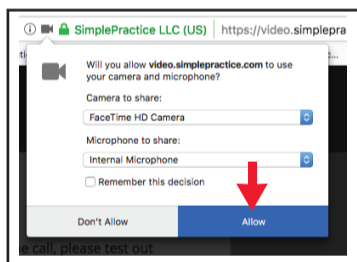 SimplePractice LLC (US) https://video.simplepra
Will you allow video.simplepractice.com to use
your camera and microphone?
Camera to share:
FaceTime HD Camera
Microphone to share:
Internal Microphone
Remember this decision
Don't Allow Allow
e call, please test out